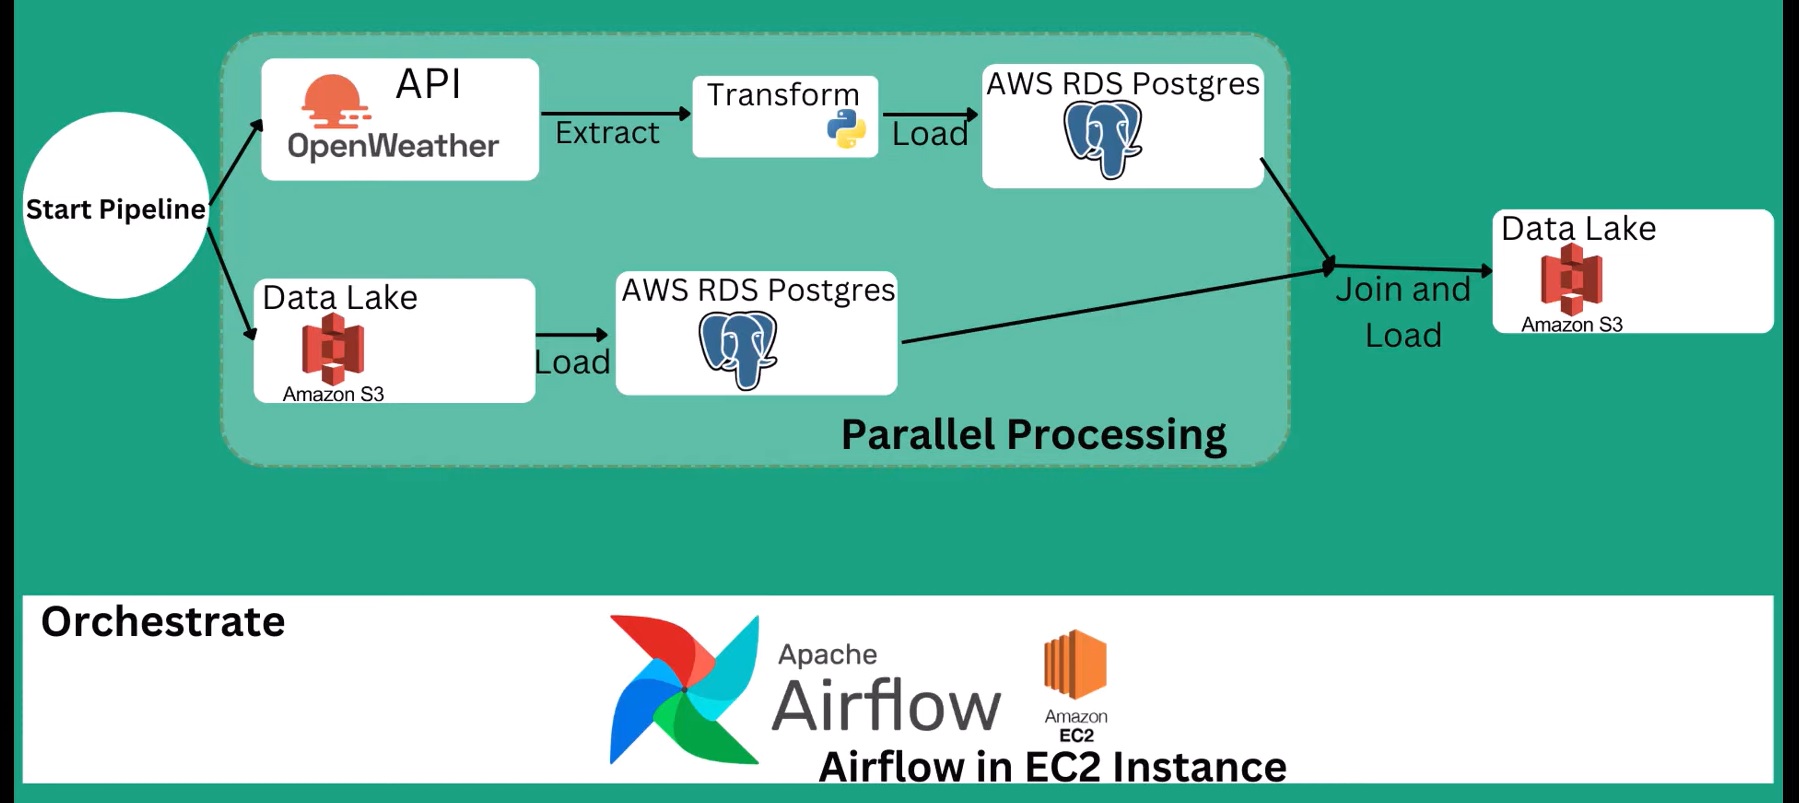 Start Pipeline
API
OpenWeather
Extract
Transform
Load
AWS RDS Postgres
Data Lake
Amazon S3
Load
AWS RDS Postgres
Parallel Processing
Join and
Load
Data Lake
Amazon S3
Orchestrate
Apache
Airflow
Amazon
EC2
Airflow in EC2 Instance